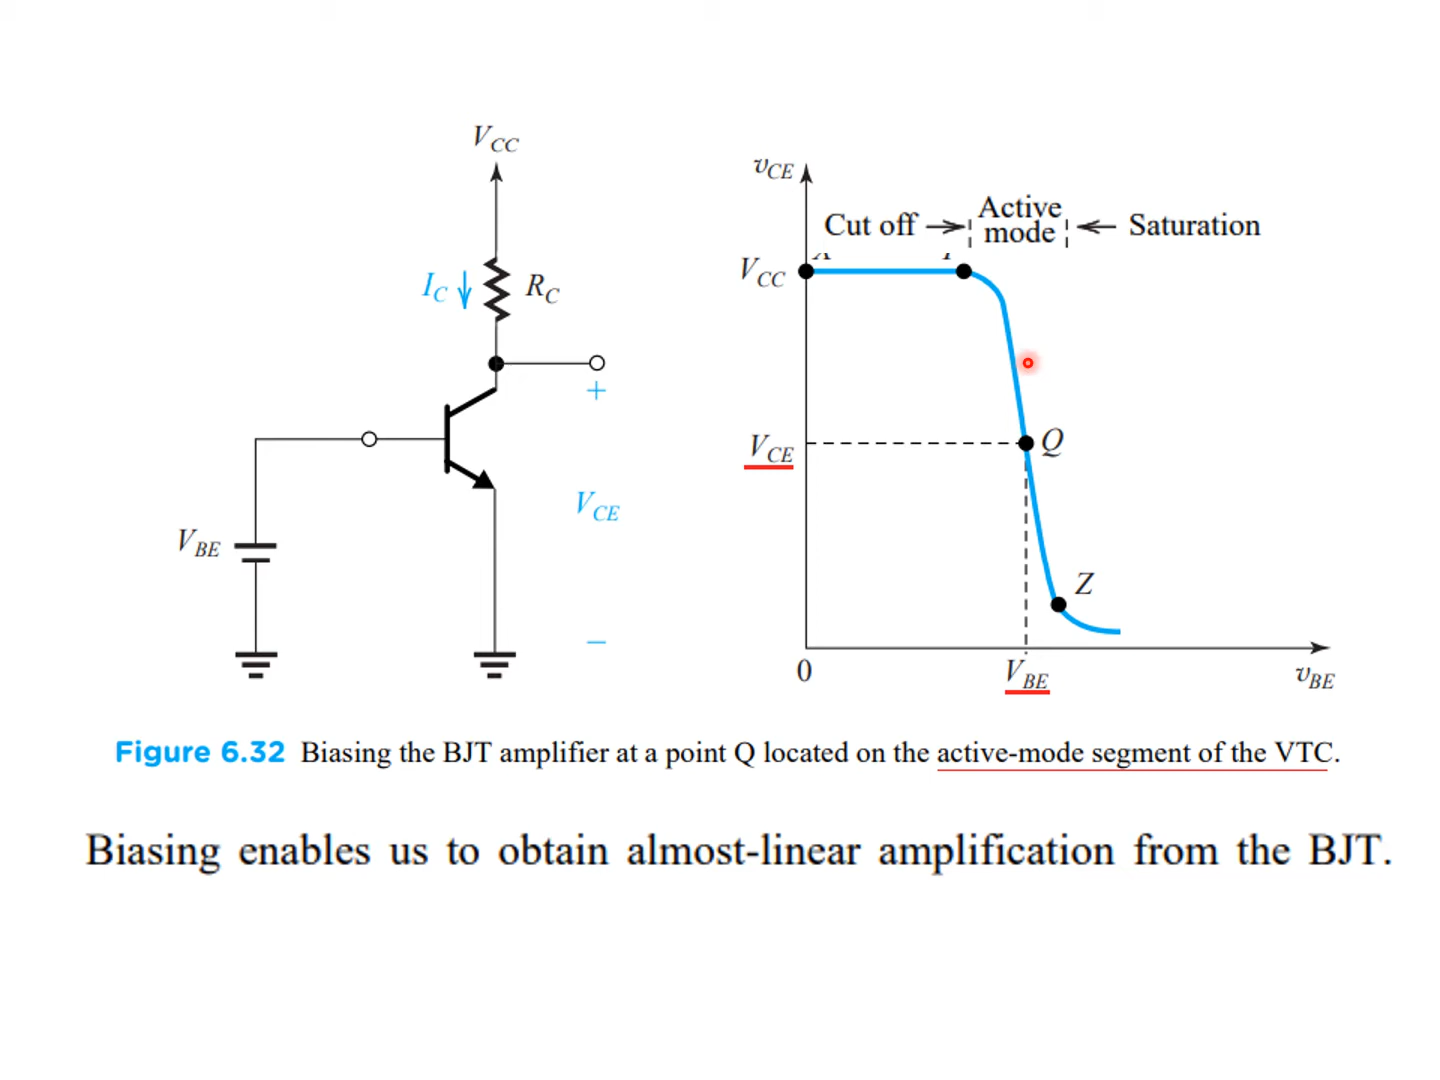 V_CC
I_C
R_C
+
V_CE
−
V_BE
v_CE
Cut off
Active
mode
Saturation
V_CC
V_CE
Q
Z
0
V_BE
v_BE
Figure 6.32 Biasing the BJT amplifier at a point Q located on the active-mode segment of the VTC.
Biasing enables us to obtain almost-linear amplification from the BJT.